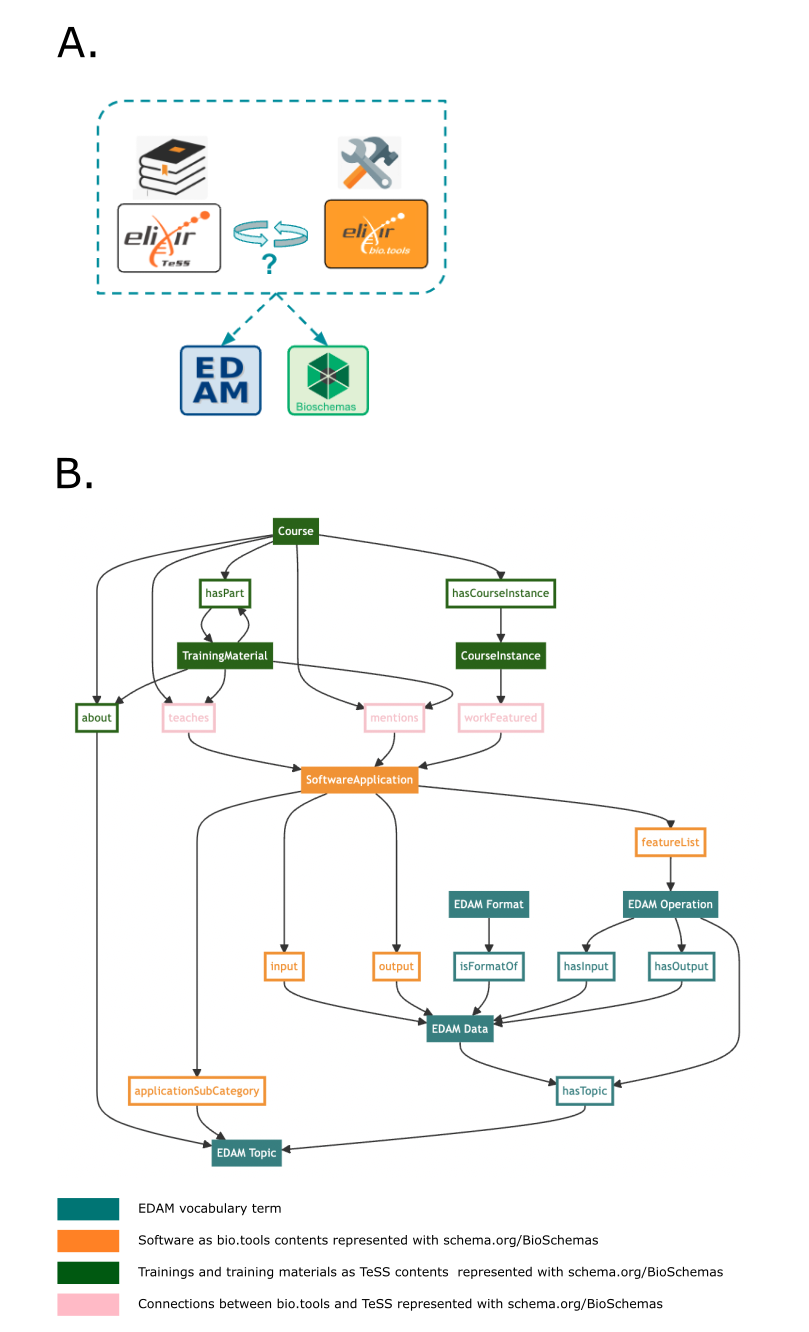 A.
elixir
TeSS
elixir
bio.tools
?
ED
AM
Bioschemas
B.
Course
hasPart
hasCourseInstance
TrainingMaterial
CourseInstance
about
teaches
mentions
workFeatured
SoftwareApplication
featureList
EDAM Format
EDAM Operation
input
output
isFormatOf
hasInput
hasOutput
EDAM Data
applicationSubCategory
hasTopic
EDAM Topic
EDAM vocabulary term
Software as bio.tools contents represented with schema.org/BioSchemas
Trainings and training materials as TeSS contents represented with schema.org/BioSchemas
Connections between bio.tools and TeSS represented with schema.org/BioSchemas